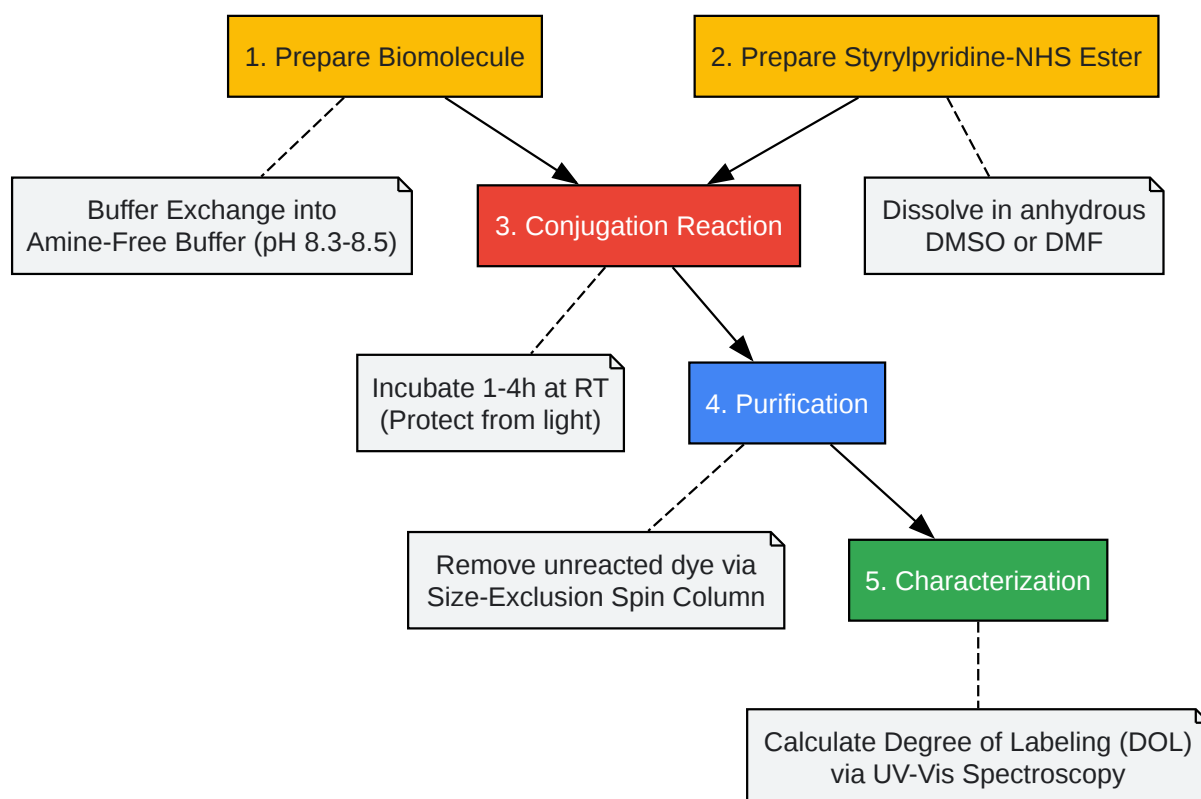 1. Prepare Biomolecule
2. Prepare Styrylpyridine-NHS Ester
Buffer Exchange into
Amine-Free Buffer (pH 8.3-8.5)
3. Conjugation Reaction
Dissolve in anhydrous
DMSO or DMF
Incubate 1-4h at RT
(Protect from light)
4. Purification
Remove unreacted dye via
Size-Exclusion Spin Column
5. Characterization
Calculate Degree of Labeling (DOL)
via UV-Vis Spectroscopy